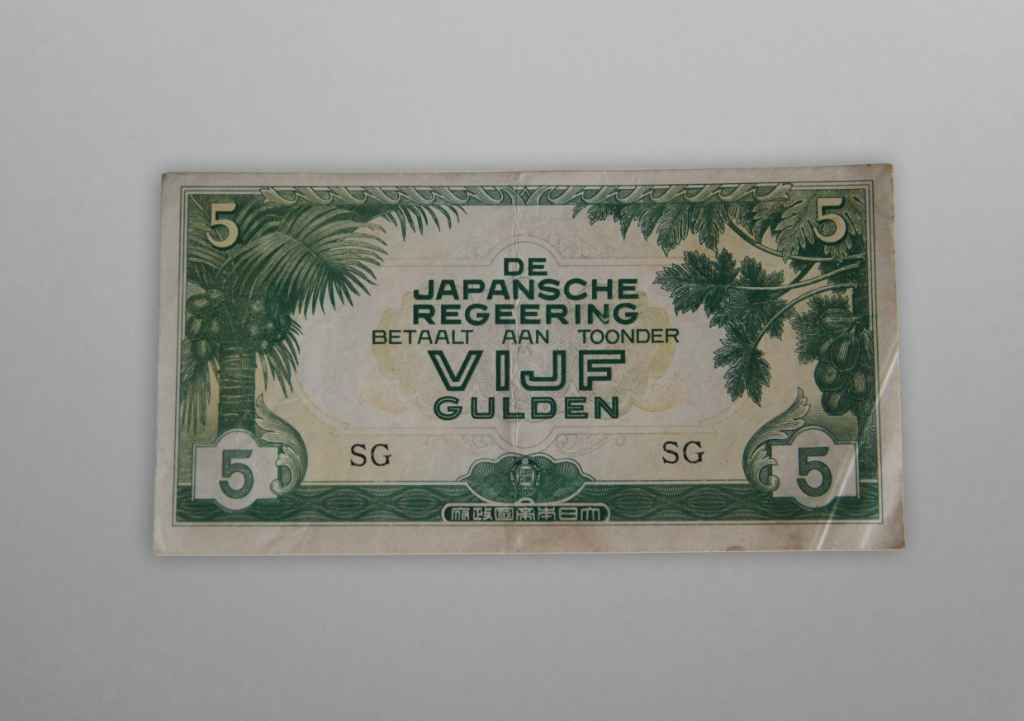 5 5
DE
JAPANSCHE
REGEERING
BETAALT AAN TOONDER
VIJF
GULDEN
SG SG
5 5
府政國帝本日大